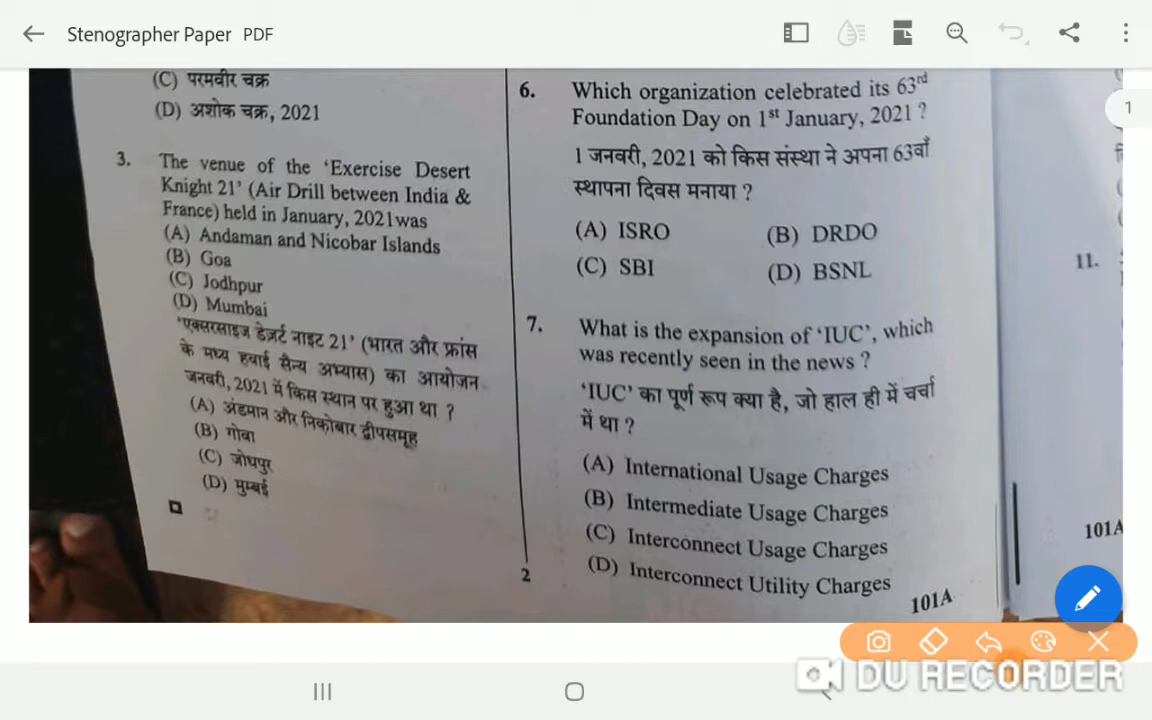 Stenographer Paper PDF
1
(C) परमवीर चक्र
(D) अशोक चक्र, 2021
3. The venue of the ‘Exercise Desert
Knight 21’ (Air Drill between India &
France) held in January, 2021 was
(A) Andaman and Nicobar Islands
(B) Goa
(C) Jodhpur
(D) Mumbai
‘एक्सरसाइज डेज़र्ट नाइट 21’ (भारत और फ्रांस
के मध्य हवाई सैन्य अभ्यास) का आयोजन
जनवरी, 2021 में किस स्थान पर हुआ था ?
(A) अंडमान और निकोबार द्वीपसमूह
(B) गोवा
(C) जोधपुर
(D) मुम्बई
2
6. Which organization celebrated its 63rd
Foundation Day on 1st January, 2021 ?
1 जनवरी, 2021 को किस संस्था ने अपना 63वाँ
स्थापना दिवस मनाया ?
(A) ISRO (B) DRDO
(C) SBI (D) BSNL
7. What is the expansion of ‘IUC’, which
was recently seen in the news ?
‘IUC’ का पूर्ण रूप क्या है, जो हाल ही में चर्चा
में था ?
(A) International Usage Charges
(B) Intermediate Usage Charges
(C) Interconnect Usage Charges
(D) Interconnect Utility Charges
101A
11.
101A
DU RECORDER